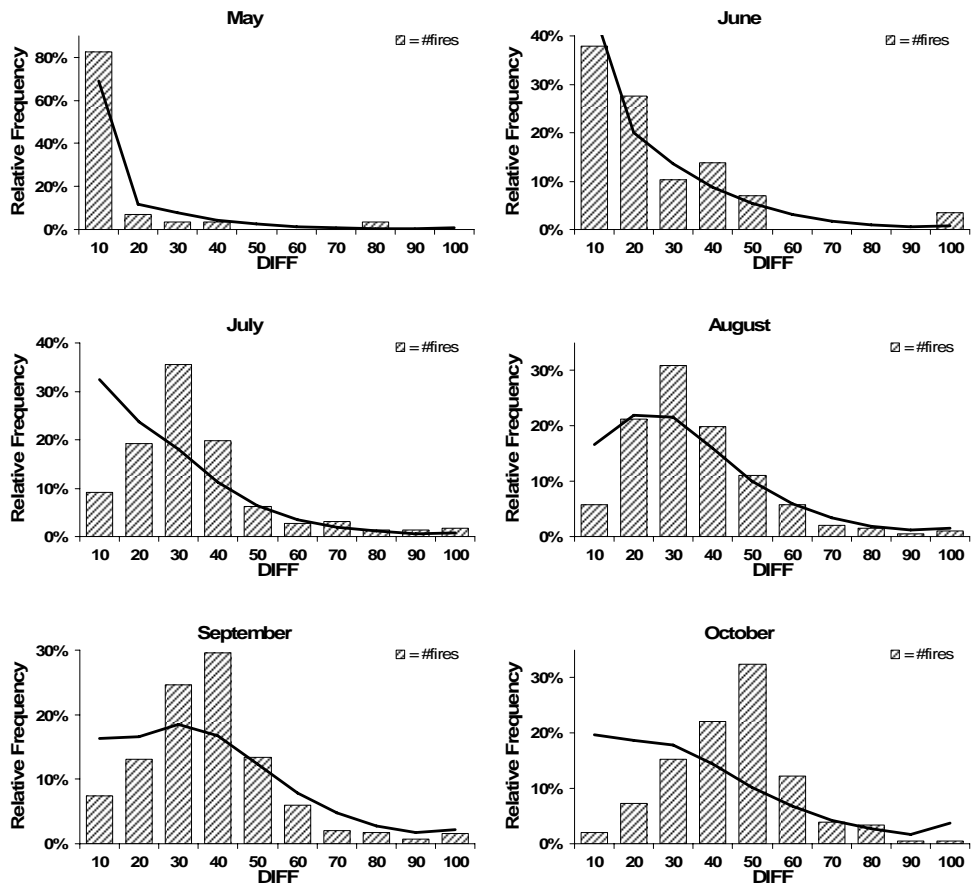 May
= #fires
Relative Frequency
80%
60%
40%
20%
0%
10 20 30 40 50 60 70 80 90 100
DIFF
June
= #fires
Relative Frequency
40%
30%
20%
10%
0%
10 20 30 40 50 60 70 80 90 100
DIFF
July
= #fires
Relative Frequency
40%
30%
20%
10%
0%
10 20 30 40 50 60 70 80 90 100
DIFF
August
= #fires
Relative Frequency
30%
20%
10%
0%
10 20 30 40 50 60 70 80 90 100
DIFF
September
= #fires
Relative Frequency
30%
20%
10%
0%
10 20 30 40 50 60 70 80 90 100
DIFF
October
= #fires
Relative Frequency
30%
20%
10%
0%
10 20 30 40 50 60 70 80 90 100
DIFF